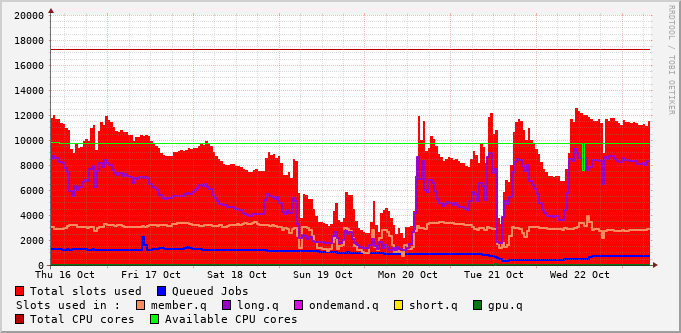 RRDTOOL / TOBI OETIKER
20000
18000
16000
14000
12000
10000
8000
6000
4000
2000
0
Thu 16 Oct Fri 17 Oct Sat 18 Oct Sun 19 Oct Mon 20 Oct Tue 21 Oct Wed 22 Oct
Total slots used Queued Jobs
Slots used in : member.q long.q ondemand.q short.q gpu.q
Total CPU cores Available CPU cores